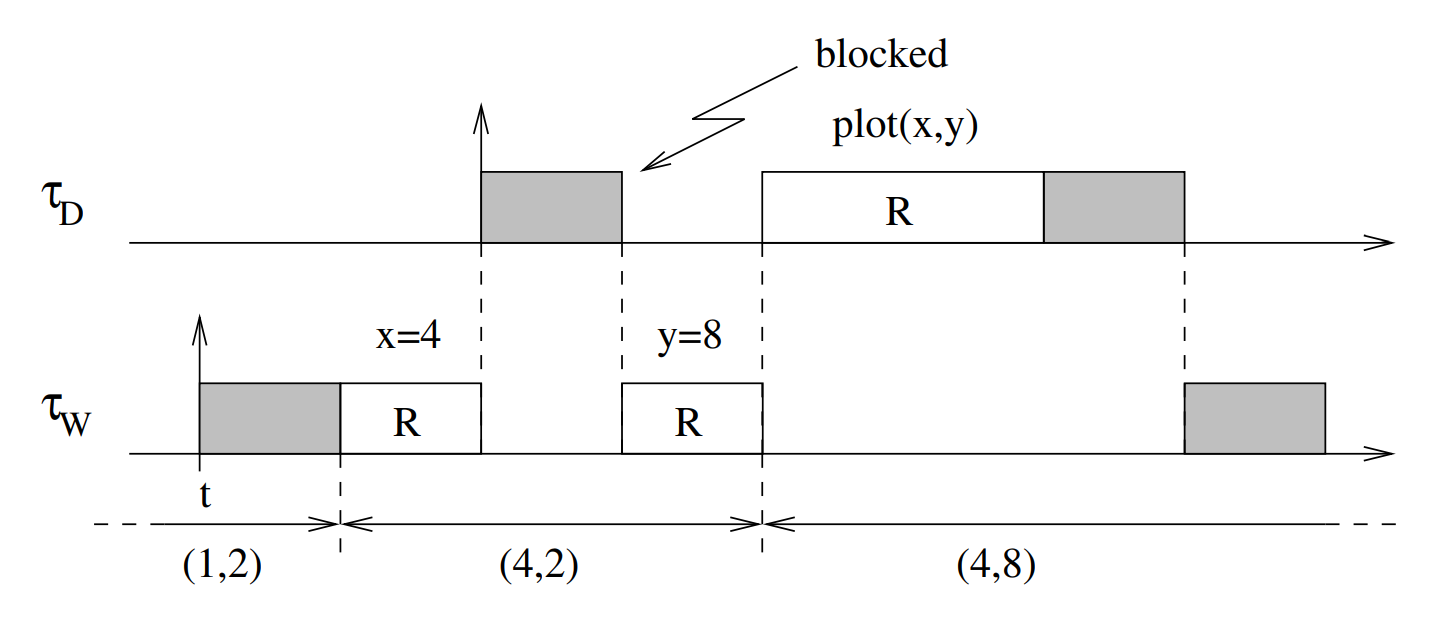 blocked
plot(x,y)
τD
R
x=4
y=8
τW
R
R
t
(1,2)
(4,2)
(4,8)